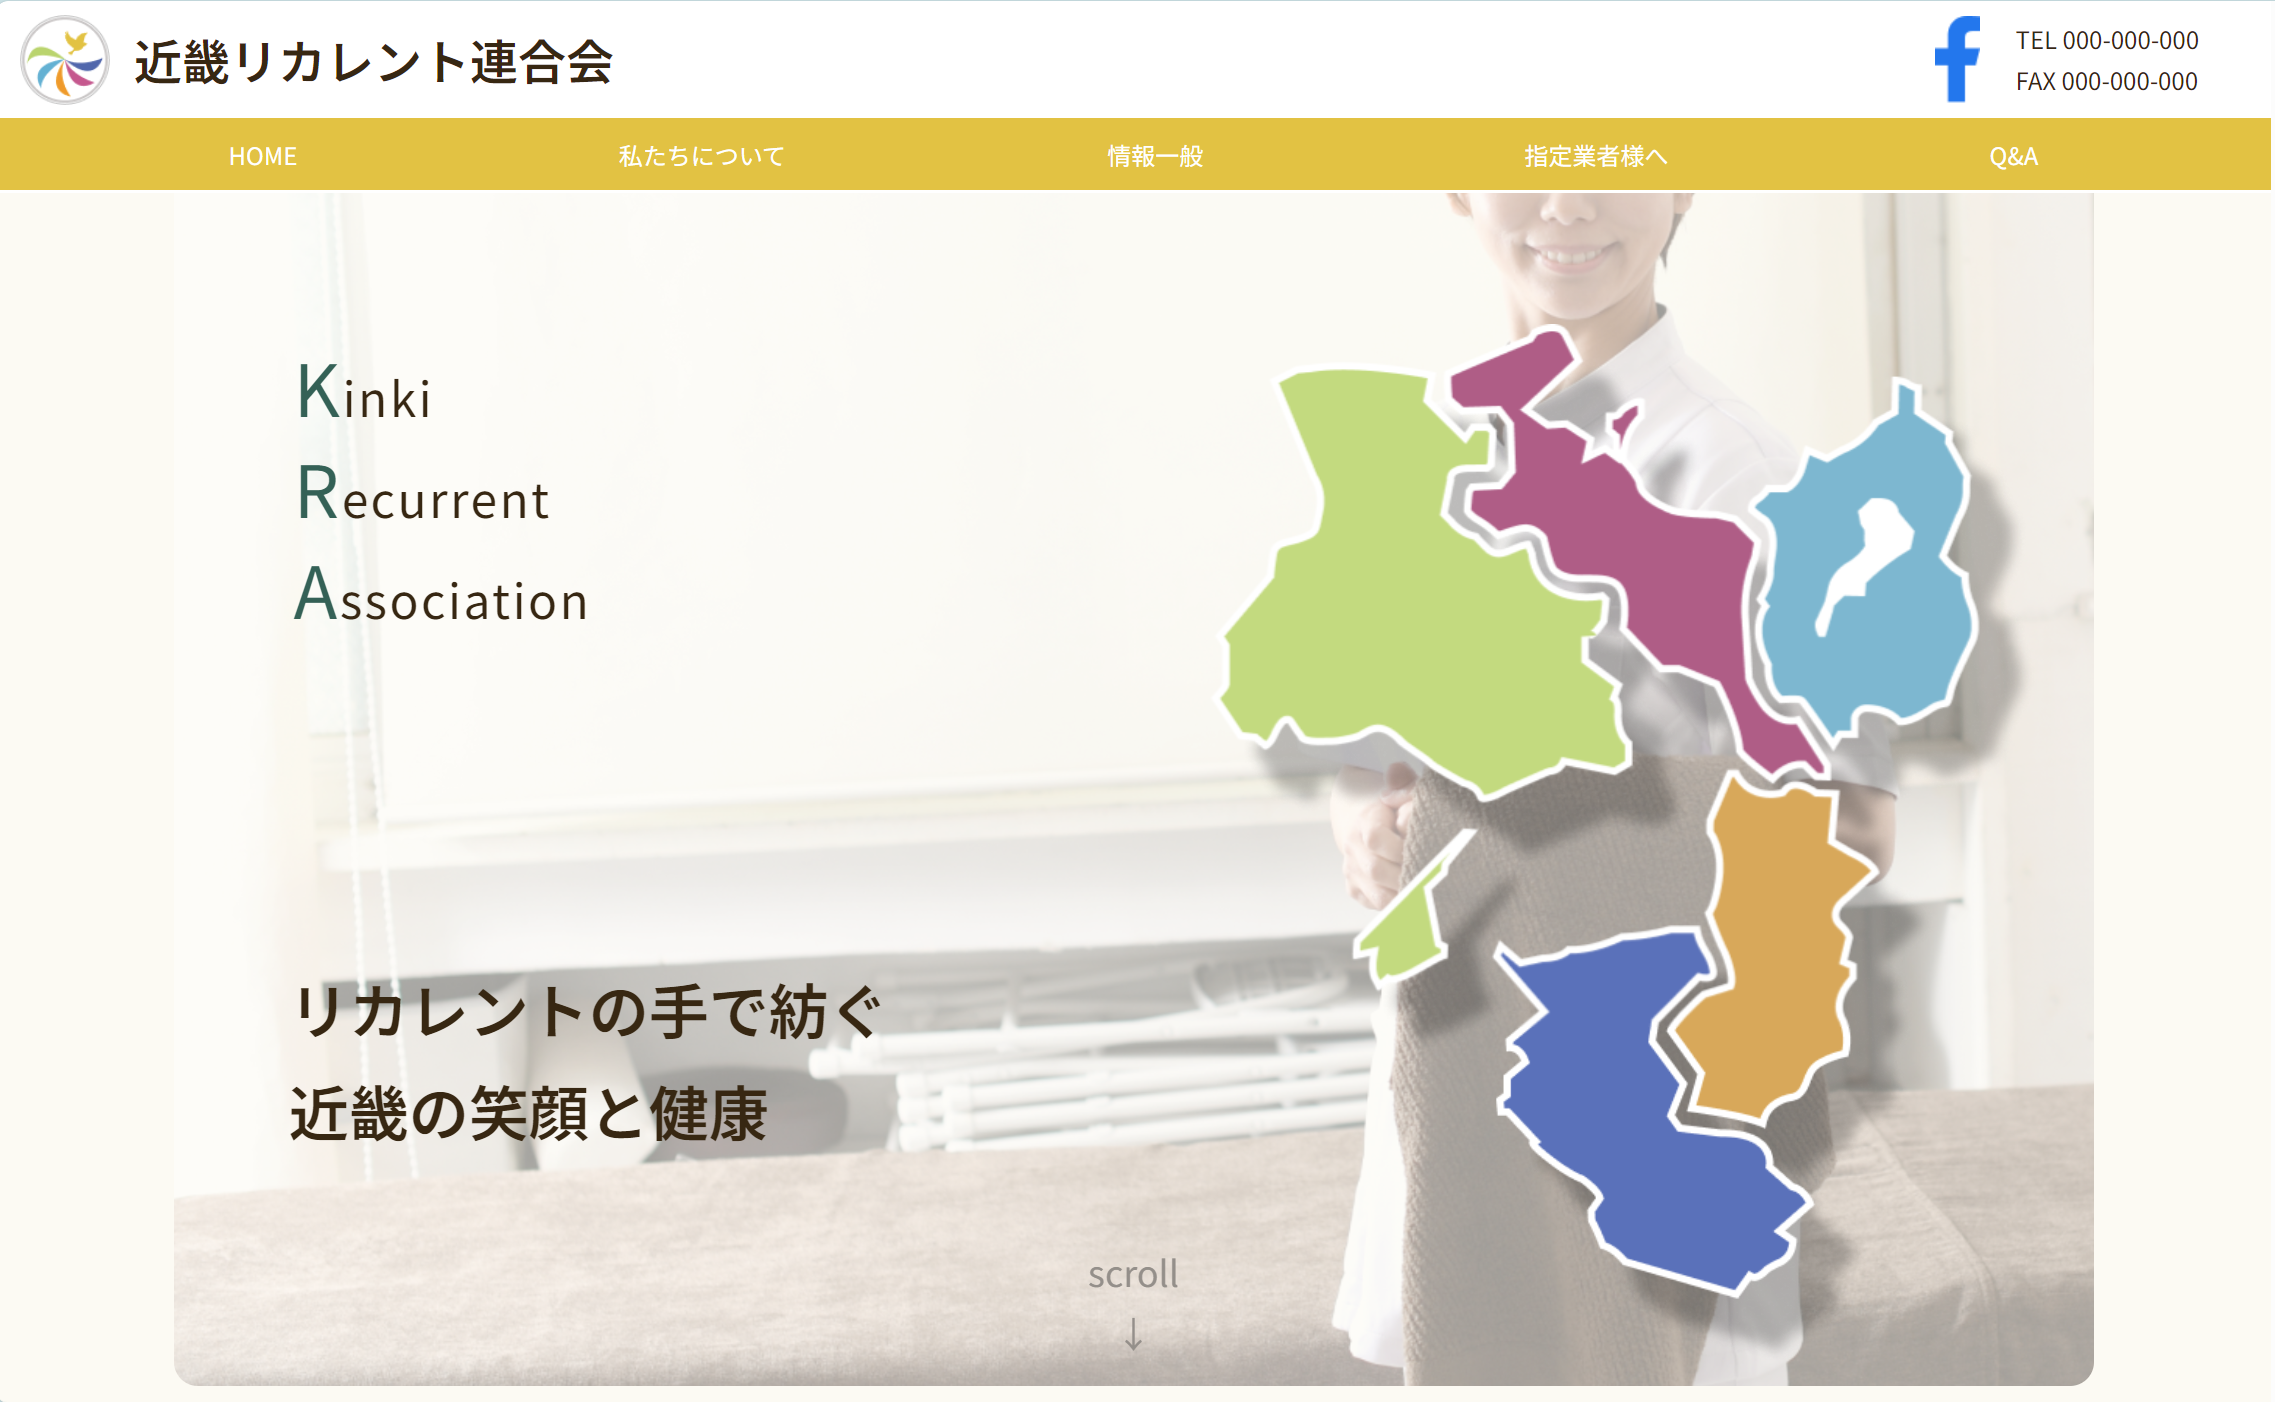 近畿リカレント連合会
TEL 000-000-000
FAX 000-000-000
HOME
私たちについて
情報一般
指定業者様へ
Q&A
Kinki
Recurrent
Association
リカレントの手で紡ぐ
近畿の笑顔と健康
scroll
↓